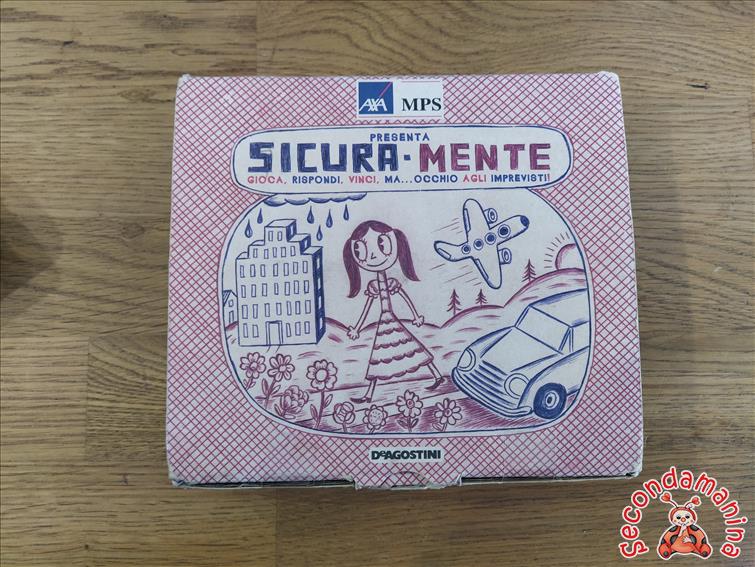 AXA MPS
PRESENTA
SICURA-MENTE
GIOCA, RISPONDI, VINCI, MA...OCCHIO AGLI IMPREVISTI!
DeAGOSTINI
Secondamanina